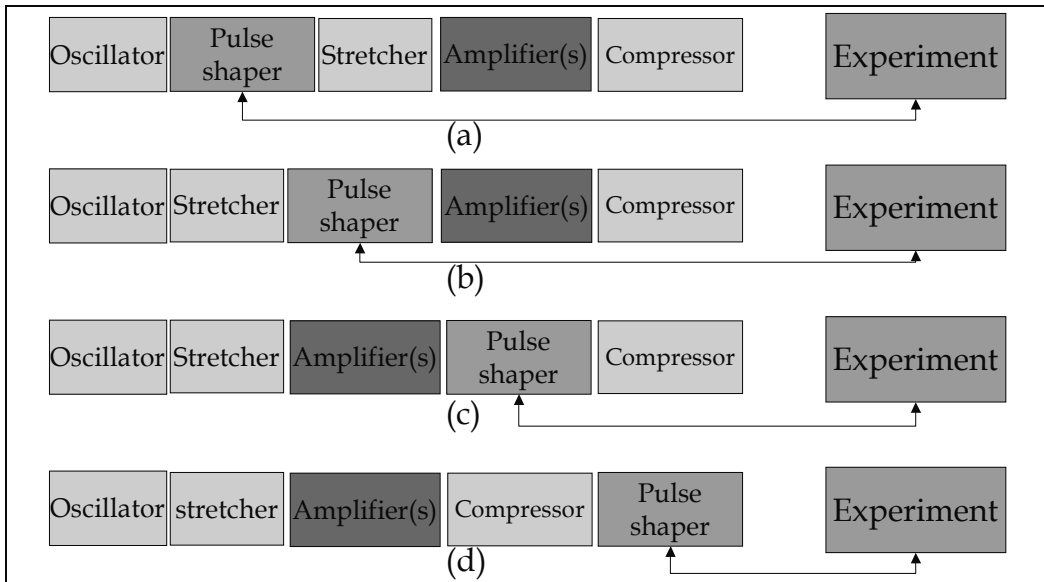 Oscillator
Pulse
shaper
Stretcher
Amplifier(s)
Compressor
Experiment
(a)
Oscillator
Stretcher
Pulse
shaper
Amplifier(s)
Compressor
Experiment
(b)
Oscillator
Stretcher
Amplifier(s)
Pulse
shaper
Compressor
Experiment
(c)
Oscillator
stretcher
Amplifier(s)
Compressor
Pulse
shaper
Experiment
(d)